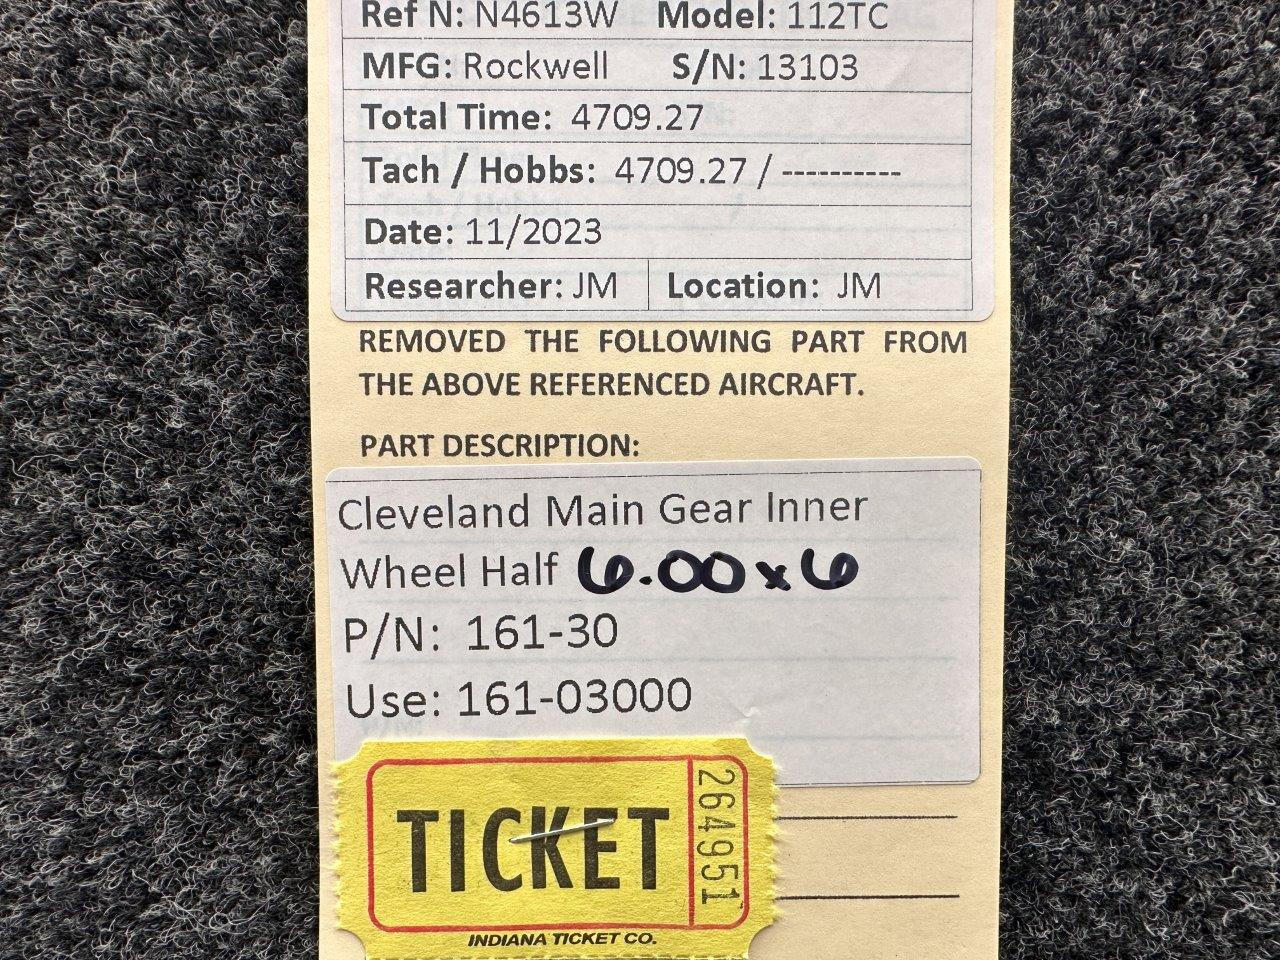 Ref N: N4613W Model: 112TC
MFG: Rockwell S/N: 13103
Total Time: 4709.27
Tach / Hobbs: 4709.27 / ----------
Date: 11/2023
Researcher: JM Location: JM
REMOVED THE FOLLOWING PART FROM
THE ABOVE REFERENCED AIRCRAFT.
PART DESCRIPTION:
Cleveland Main Gear Inner
Wheel Half 6.00x6
P/N: 161-30
Use: 161-03000
TICKET
264951
INDIANA TICKET CO.